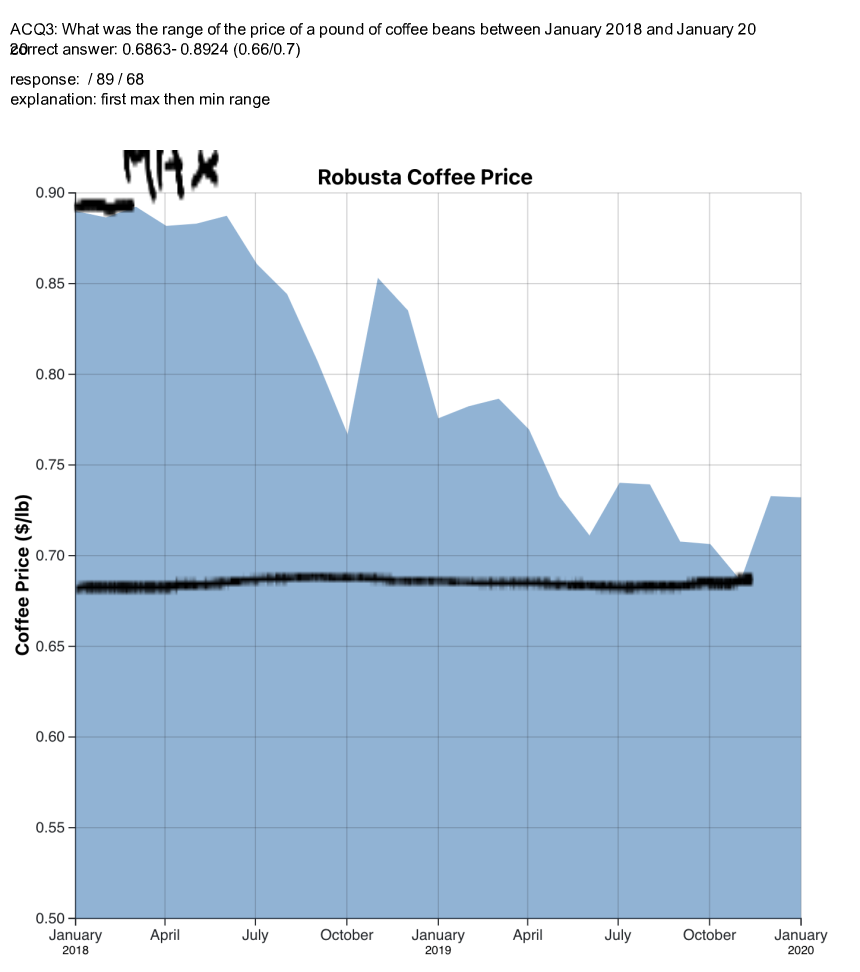 ACQ3: What was the range of the price of a pound of coffee beans between January 2018 and January 20
20
correct answer: 0.6863- 0.8924 (0.66/0.7)
response:  / 89 / 68
explanation: first max then min range
MAX
Robusta Coffee Price
Coffee Price ($/lb)
0.90
0.85
0.80
0.75
0.70
0.65
0.60
0.55
0.50
January April July October January April July October January
2018 2019 2020